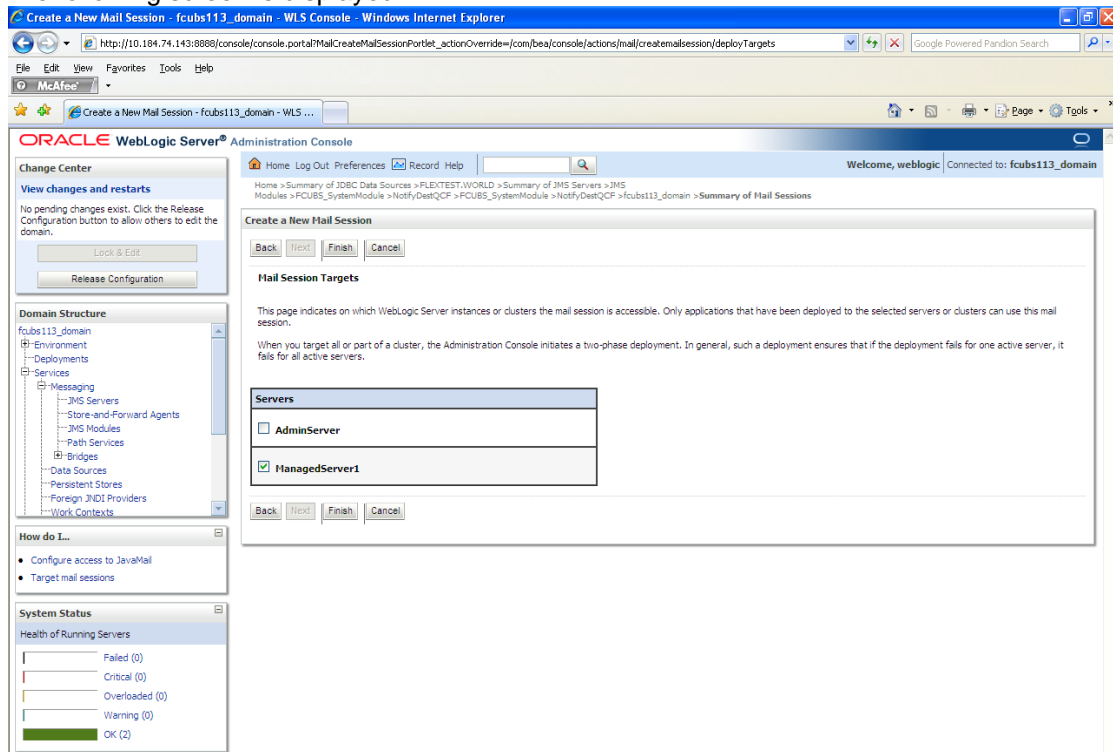 Create a New Mail Session - fcubs113_domain - WLS Console - Windows Internet Explorer
http://10.184.74.143:8888/console/console.portal?MailCreateMailSessionPortlet_actionOverride=/com/bea/console/actions/mail/createmailsession/deployTargets
Google Powered Pandion Search
File Edit View Favorites Tools Help
McAfee
Create a New Mail Session - fcubs113_domain - WLS ...
Page Tools
ORACLE WebLogic Server® Administration Console
Change Center
View changes and restarts
No pending changes exist. Click the Release
Configuration button to allow others to edit the
domain.
Lock & Edit
Release Configuration
Domain Structure
fcubs113_domain
Environment
Deployments
Services
Messaging
JMS Servers
Store-and-Forward Agents
JMS Modules
Path Services
Bridges
Data Sources
Persistent Stores
Foreign JNDI Providers
Work Contexts
How do I...
Configure access to JavaMail
Target mail sessions
System Status
Health of Running Servers
Failed (0)
Critical (0)
Overloaded (0)
Warning (0)
OK (2)
Home Log Out Preferences Record Help
Welcome, weblogic Connected to: fcubs113_domain
Home >Summary of JDBC Data Sources >FLEXTEST.WORLD >Summary of JMS Servers >JMS
Modules >FCUBS_SystemModule >NotifyDestQCF >FCUBS_SystemModule >NotifyDestQCF >fcubs113_domain >Summary of Mail Sessions
Create a New Mail Session
Back Next Finish Cancel
Mail Session Targets
This page indicates on which WebLogic Server instances or clusters the mail session is accessible. Only applications that have been deployed to the selected servers or clusters can use this mail
session.
When you target all or part of a cluster, the Administration Console initiates a two-phase deployment. In general, such a deployment ensures that if the deployment fails for one active server, it
fails for all active servers.
Servers
AdminServer
ManagedServer1
Back Next Finish Cancel